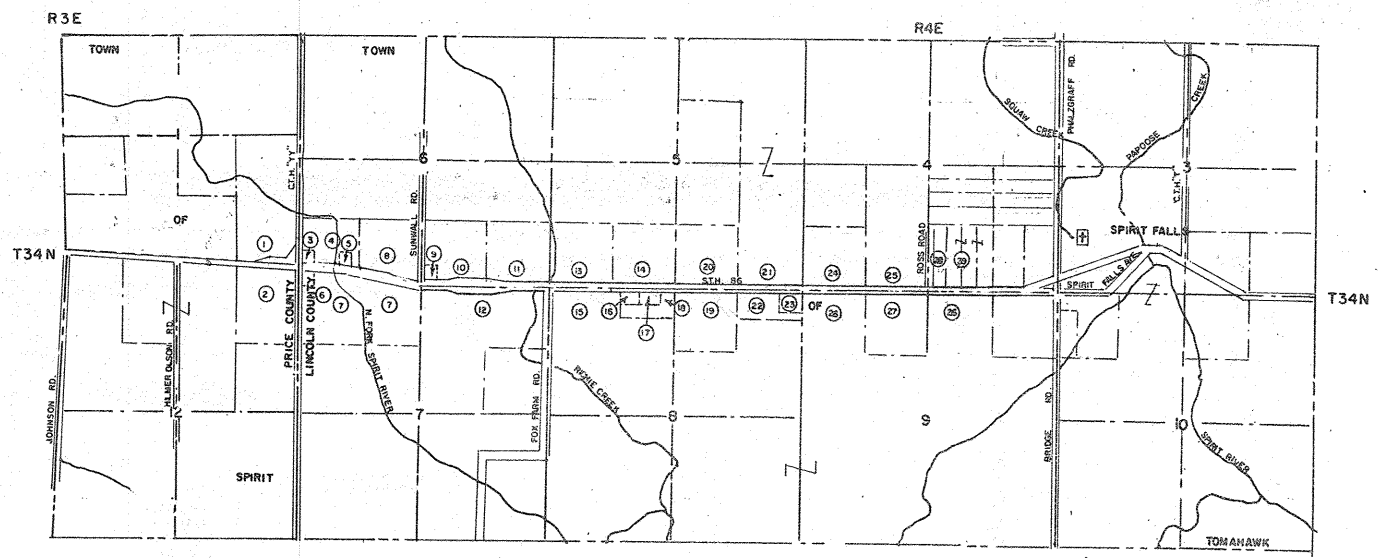 R3E
R4E
TOWN
TOWN
C.T.H. "YY"
PHALZGRAFF RD.
SQUAW CREEK
PAPOOSE CREEK
C.T.H. "Y"
6
5
4
3
SUNWALL RD.
ROSS ROAD
OF
SPIRIT FALLS
T34N
1
3
4
5
8
9
10
11
13
14
20
21
24
25
28
29
S.T.H. 86
SPIRIT FALLS RD.
T34N
2
6
7
7
12
15
16
17
18
19
22
23
OF
26
27
26
PRICE COUNTY
LINCOLN COUNTY
HILMER OLSON RD.
JOHNSON RD.
N. FORK SPIRIT RIVER
FOX FARM RD.
CREEK
BRIDGE RD.
SPIRIT RIVER
12
7
8
9
10
SPIRIT
TOMAHAWK